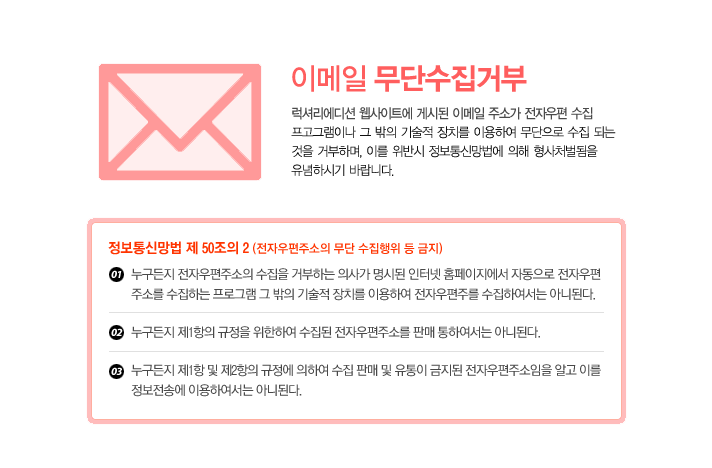 이메일 무단수집거부
럭셔리에디션 웹사이트에 게시된 이메일 주소가 전자우편 수집
프고그램이나 그 밖의 기술적 장치를 이용하여 무단으로 수집 되는
것을 거부하며, 이를 위반시 정보통신망법에 의해 형사처벌됨을
유념하시기 바랍니다.
정보통신망법 제 50조의 2 (전자우편주소의 무단 수집행위 등 금지)
01 누구든지 전자우편주소의 수집을 거부하는 의사가 명시된 인터넷 홈페이지에서 자동으로 전자우편
주소를 수집하는 프로그램 그 밖의 기술적 장치를 이용하여 전자우편주를 수집하여서는 아니된다.
02 누구든지 제1항의 규정을 위한하여 수집된 전자우편주소를 판매 통하여서는 아니된다.
03 누구든지 제1항 및 제2항의 규정에 의하여 수집 판매 및 유통이 금지된 전자우편주소임을 알고 이를
정보전송에 이용하여서는 아니된다.